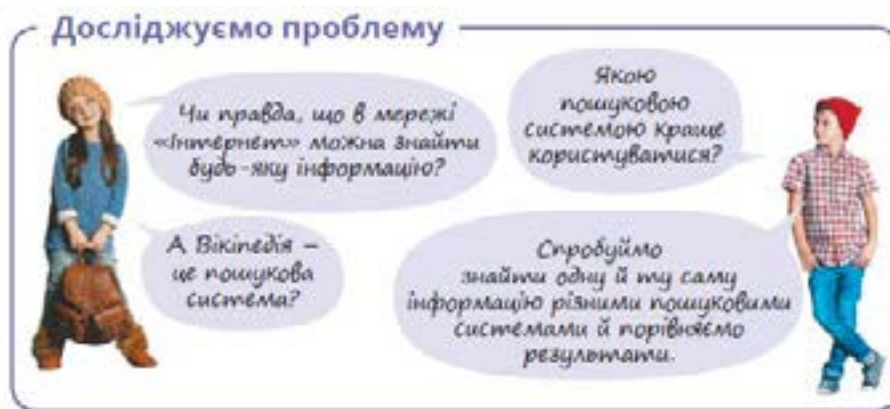 Досліджуємо проблему
Чи правда, що в мережі
«Інтернет» можна знайти
будь-яку інформацію?
Якою
пошуковою
системою краще
користуватися?
А Вікіпедія –
це пошукова
система?
Спробуймо
знайти одну й ту саму
інформацію різними пошуковими
системами й порівняємо
результати.